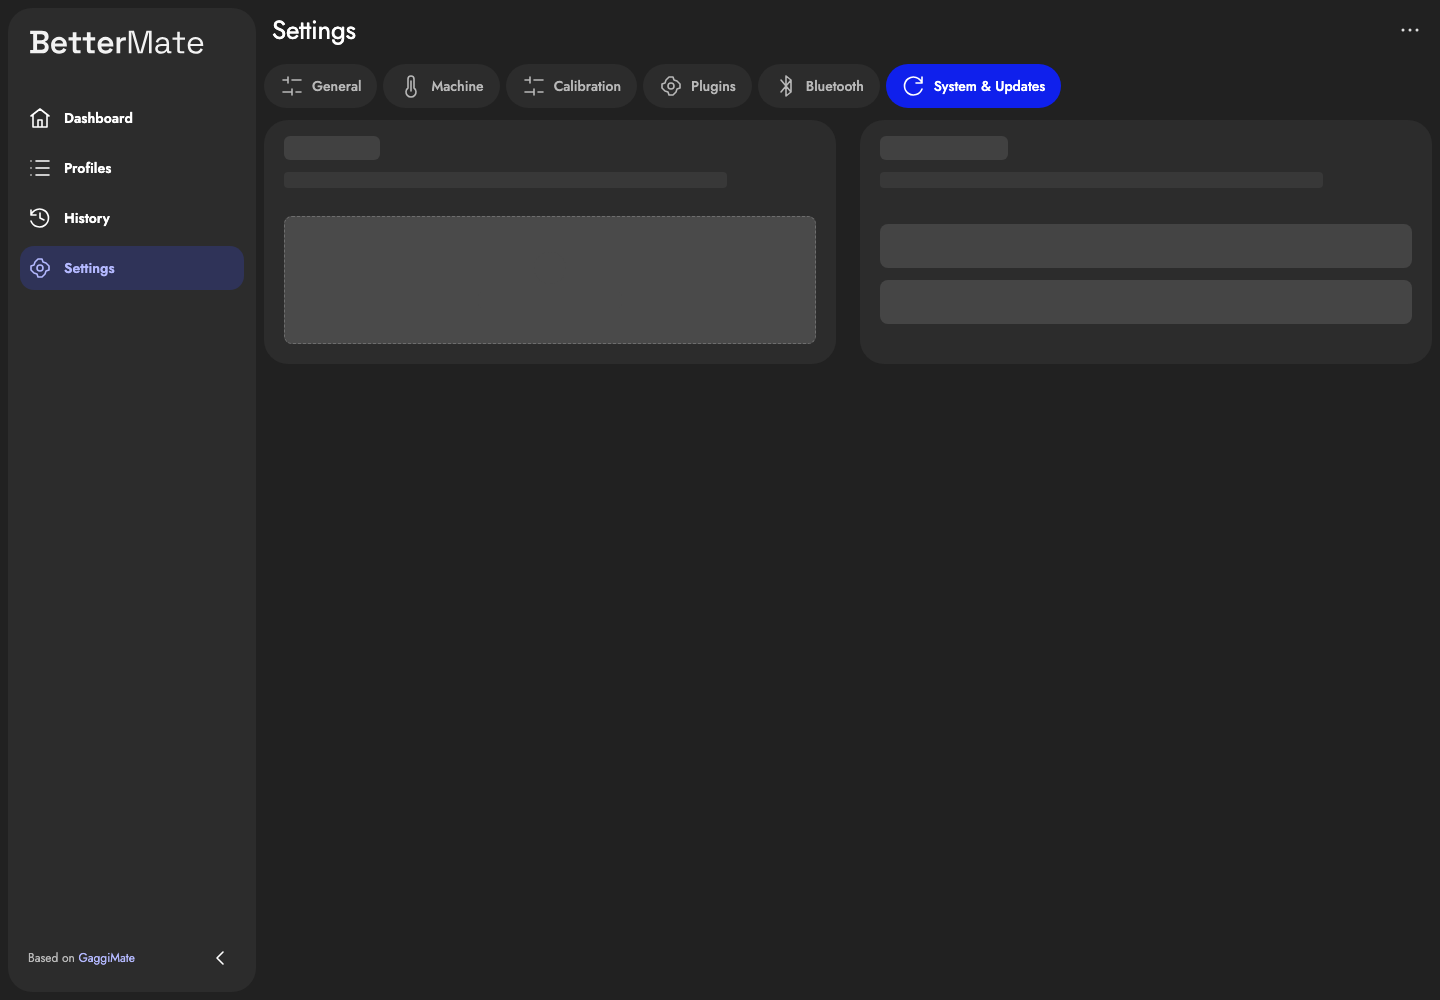 BetterMate
Settings
Dashboard
Profiles
History
Settings
General
Machine
Calibration
Plugins
Bluetooth
System & Updates
Based on GaggiMate